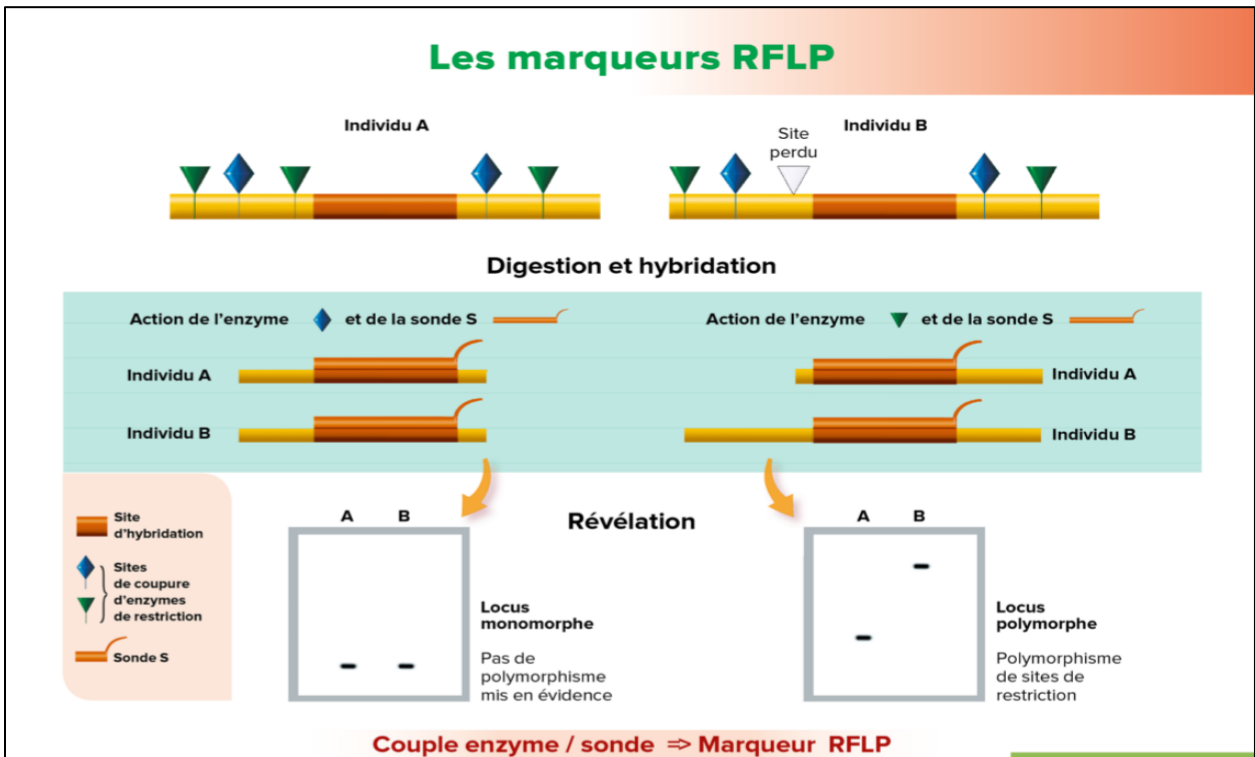 Les marqueurs RFLP
Individu A
Individu B
Site
perdu
Digestion et hybridation
Action de l'enzyme et de la sonde S
Action de l'enzyme et de la sonde S
Individu A
Individu A
Individu B
Individu B
Site
d'hybridation
Sites
de coupure
d'enzymes
de restriction
Sonde S
A B
Révélation
A B
Locus
monomorphe
Pas de
polymorphisme
mis en évidence
Locus
polymorphe
Polymorphisme
de sites de
restriction
Couple enzyme / sonde ⇒ Marqueur RFLP